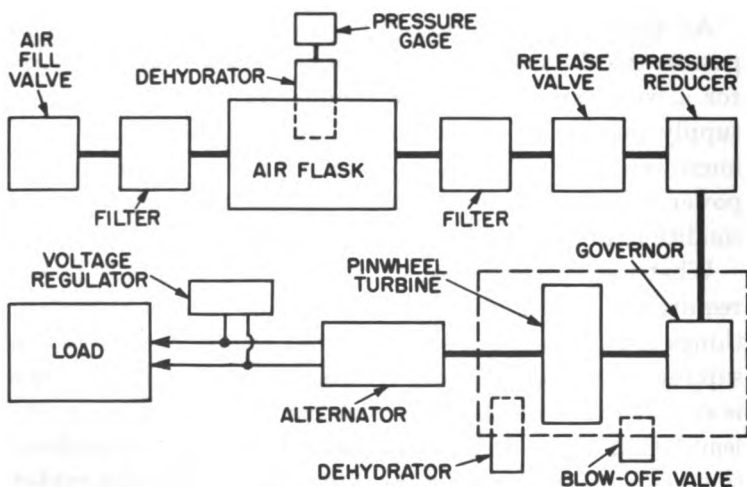 PRESSURE
GAGE
AIR
FILL
VALVE
DEHYDRATOR
RELEASE
VALVE
PRESSURE
REDUCER
AIR FLASK
FILTER
FILTER
VOLTAGE
REGULATOR
PINWHEEL
TURBINE
GOVERNOR
LOAD
ALTERNATOR
DEHYDRATOR
BLOW-OFF VALVE